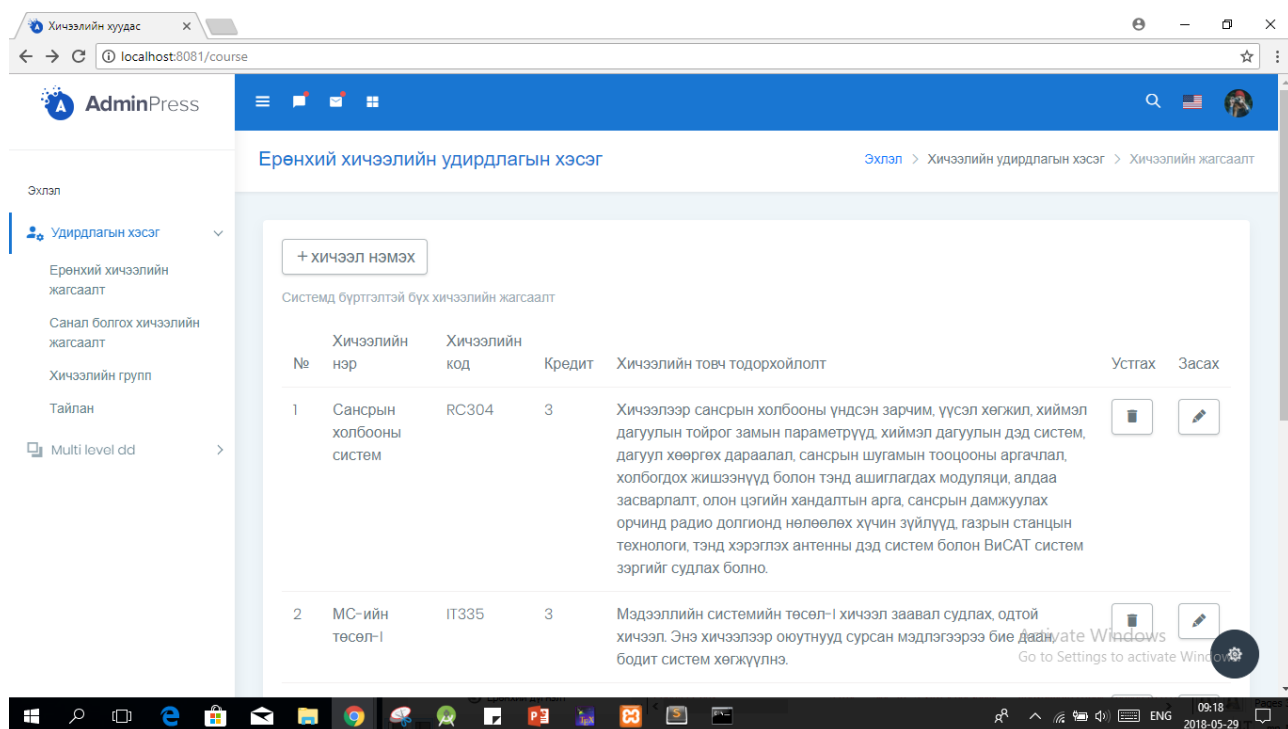 Хичээлийн хуудас
localhost:8081/course
AdminPress
Ерөнхий хичээлийн удирдлагын хэсэг
Эхлэл > Хичээлийн удирдлагын хэсэг > Хичээлийн жагсаалт
Эхлэл
Удирдлагын хэсэг
Ерөнхий хичээлийн
жагсаалт
Санал болгох хичээлийн
жагсаалт
Хичээлийн групп
Тайлан
Multi level dd
+ хичээл нэмэх
Системд бүртгэлтэй бүх хичээлийн жагсаалт
№ Хичээлийн нэр Хичээлийн код Кредит Хичээлийн товч тодорхойлолт Устгах Засах
1 Сансрын холбооны систем RC304 3 Хичээлээр сансрын холбооны үндсэн зарчим, үүсэл хөгжил, хиймэл
дагуулын тойрог замын параметрүүд, хиймэл дагуулын дэд систем,
дагуул хөөргөх дараалал, сансрын шугамын тооцооны аргачлал,
холбогдох жишээнүүд болон тэнд ашиглагдах модуляци, алдаа
засварлалт, олон цэгийн хандалтын арга, сансрын дамжуулах
орчинд радио долгионд нөлөөлөх хүчин зүйлүүд, газрын станцын
технологи, тэнд хэрэглэх антенны дэд систем болон ВиСАТ систем
зэргийг судлах болно.
2 МС-ийн төсөл-I IT335 3 Мэдээллийн системийн төсөл-I хичээл заавал судлах, одтой
хичээл. Энэ хичээлээр оюутнууд сурсан мэдлэгээрээ бие даан,
бодит систем хөгжүүлнэ.
Activate Windows
Go to Settings to activate Windows.
ENG
09:18
2018-05-29